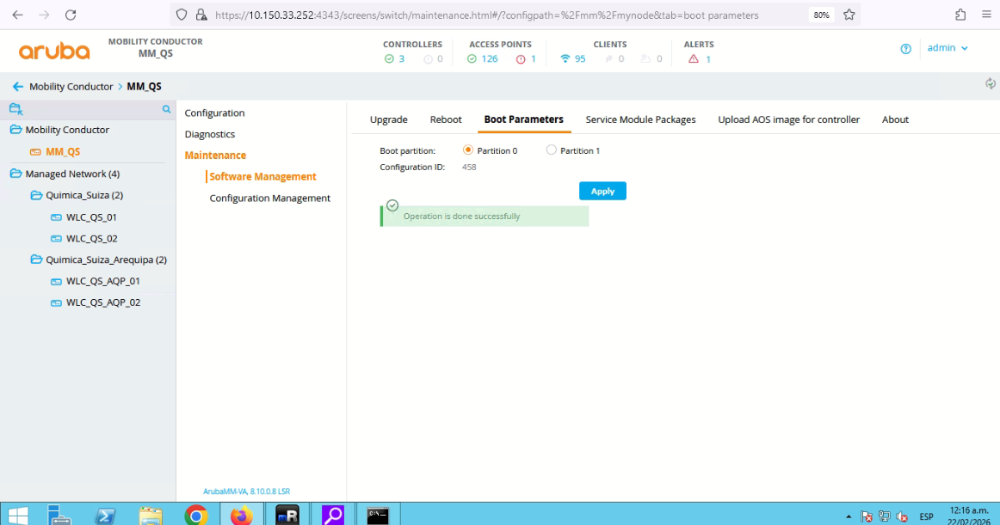 https://10.150.33.252:4343/screens/switch/maintenance.html#/?configpath=%2Fmm%2Fmynode&tab=boot parameters
80%
aruba
MOBILITY CONDUCTOR
MM_QS
CONTROLLERS
3 0
ACCESS POINTS
126 1
CLIENTS
95 0 0
ALERTS
1
admin
Mobility Conductor > MM_QS
Mobility Conductor
MM_QS
Managed Network (4)
Quimica_Suiza (2)
WLC_QS_01
WLC_QS_02
Quimica_Suiza_Arequipa (2)
WLC_QS_AQP_01
WLC_QS_AQP_02
Configuration
Diagnostics
Maintenance
Software Management
Configuration Management
ArubaMM-VA, 8.10.0.8 LSR
Upgrade Reboot Boot Parameters Service Module Packages Upload AOS image for controller About
Boot partition: Partition 0 Partition 1
Configuration ID: 458
Apply
Operation is done successfully
ESP
12:16 a.m.
22/02/2026